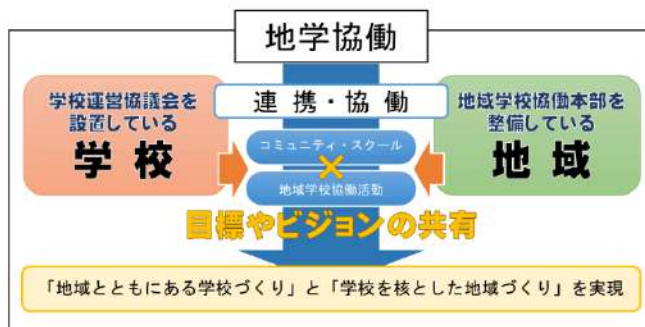 地学協働
学校運営協議会を
設置している
学校
連携・協働
コミュニティ・スクール
×
地域学校協働活動
地域学校協働本部を
整備している
地域
目標やビジョンの共有
「地域とともにある学校づくり」と「学校を核とした地域づくり」を実現